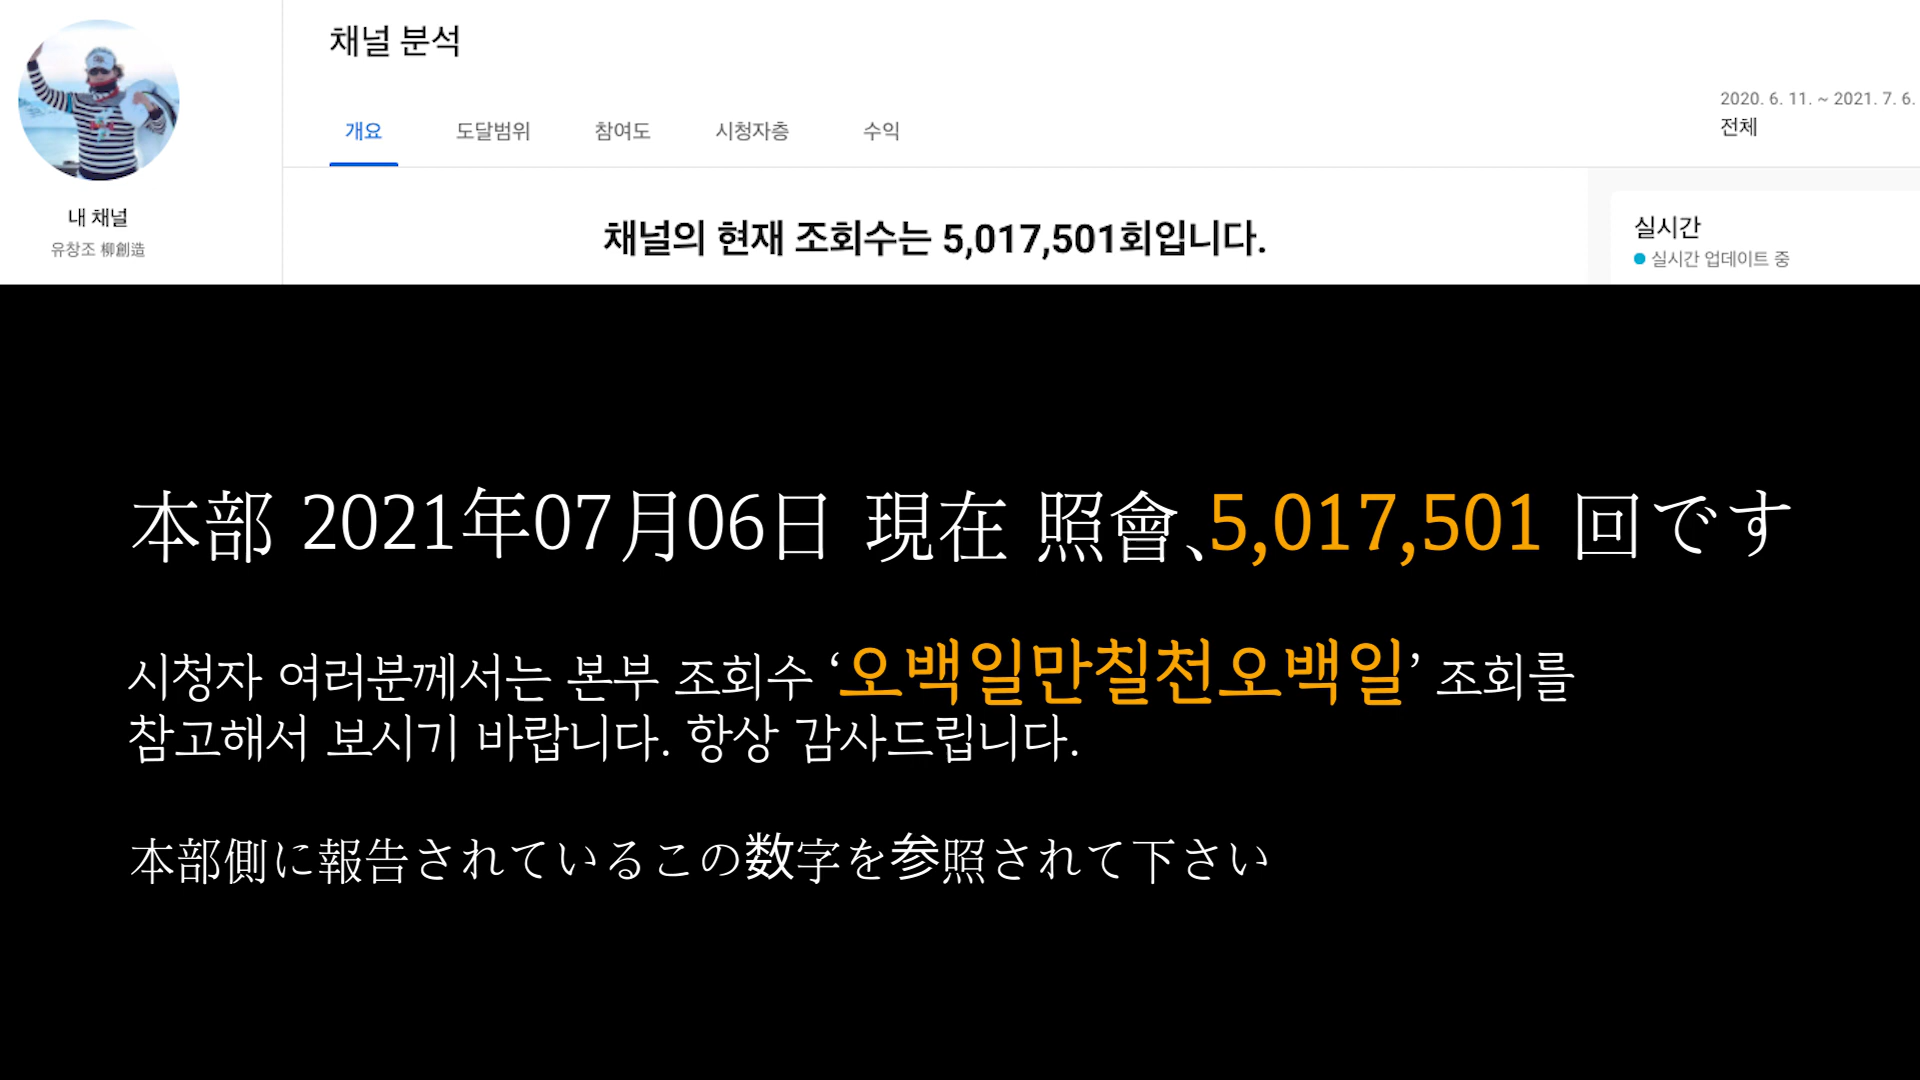 채널 분석
2020. 6. 11. ~ 2021. 7. 6.
전체
개요 도달범위 참여도 시청자층 수익
내 채널
유창조 柳創造
채널의 현재 조회수는 5,017,501회입니다.
실시간
실시간 업데이트 중
本部 2021年07月06日 現在 照會、5,017,501 回です
시청자 여러분께서는 본부 조회수 ‘오백일만칠천오백일’ 조회를
참고해서 보시기 바랍니다. 항상 감사드립니다.
本部側に報告されているこの数字を参照されて下さい